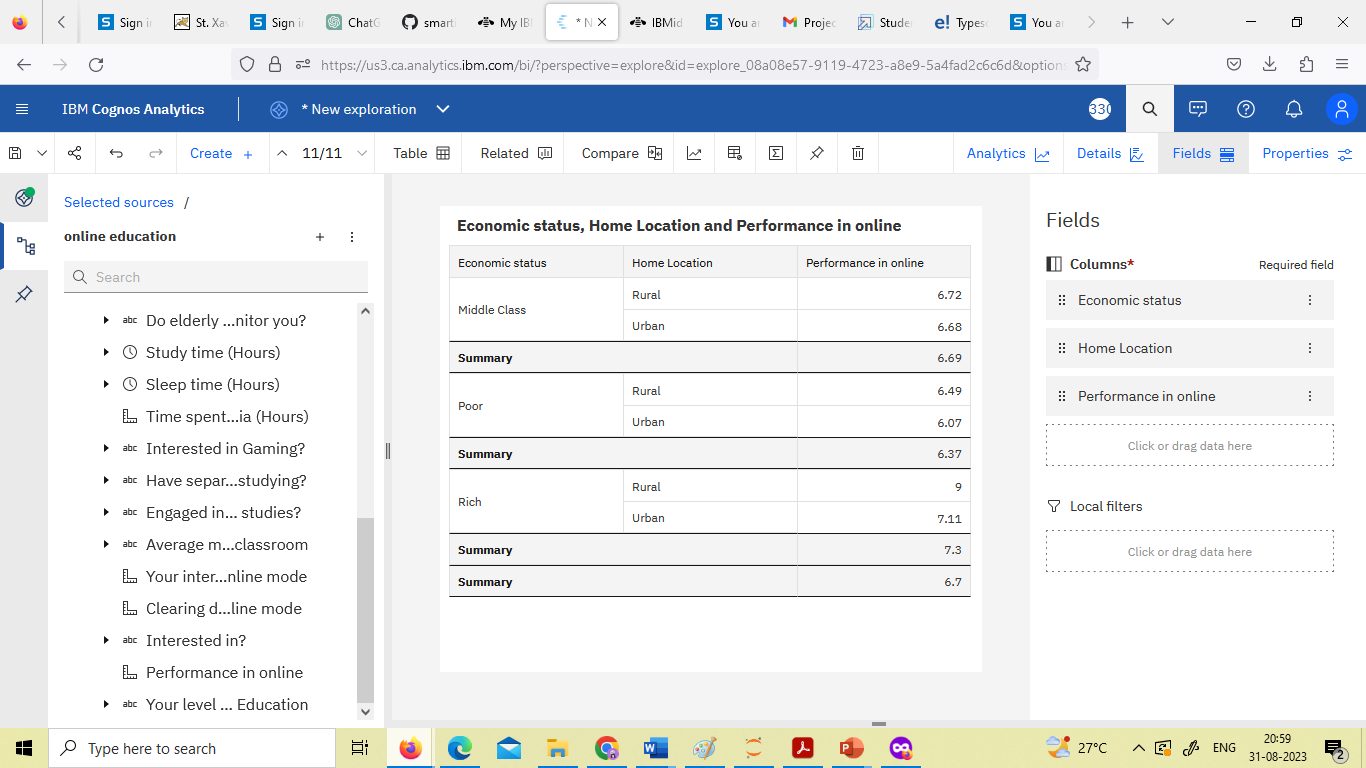 Sign i
St. Xav
Sign i
ChatG
smart
My IBI
* N
IBMid
You a
Projec
Stude
Typese
You a
https://us3.ca.analytics.ibm.com/bi/?perspective=explore&id=explore_08a08e57-9119-4723-a8e9-5a4fad2c6c6d&option
IBM Cognos Analytics
* New exploration
330
Create +
11/11
Table
Related
Compare
Analytics
Details
Fields
Properties
Selected sources /
online education
Search
abc Do elderly ...nitor you?
Study time (Hours)
Sleep time (Hours)
Time spent...ia (Hours)
abc Interested in Gaming?
abc Have separ...studying?
abc Engaged in... studies?
abc Average m...classroom
Your inter...nline mode
Clearing d...line mode
abc Interested in?
Performance in online
abc Your level ... Education
Economic status, Home Location and Performance in online
Economic status Home Location Performance in online
Middle Class Rural 6.72
Urban 6.68
Summary 6.69
Poor Rural 6.49
Urban 6.07
Summary 6.37
Rich Rural 9
Urban 7.11
Summary 7.3
Summary 6.7
Fields
Columns* Required field
Economic status
Home Location
Performance in online
Click or drag data here
Local filters
Click or drag data here
Type here to search
27°C
ENG
20:59
31-08-2023
2